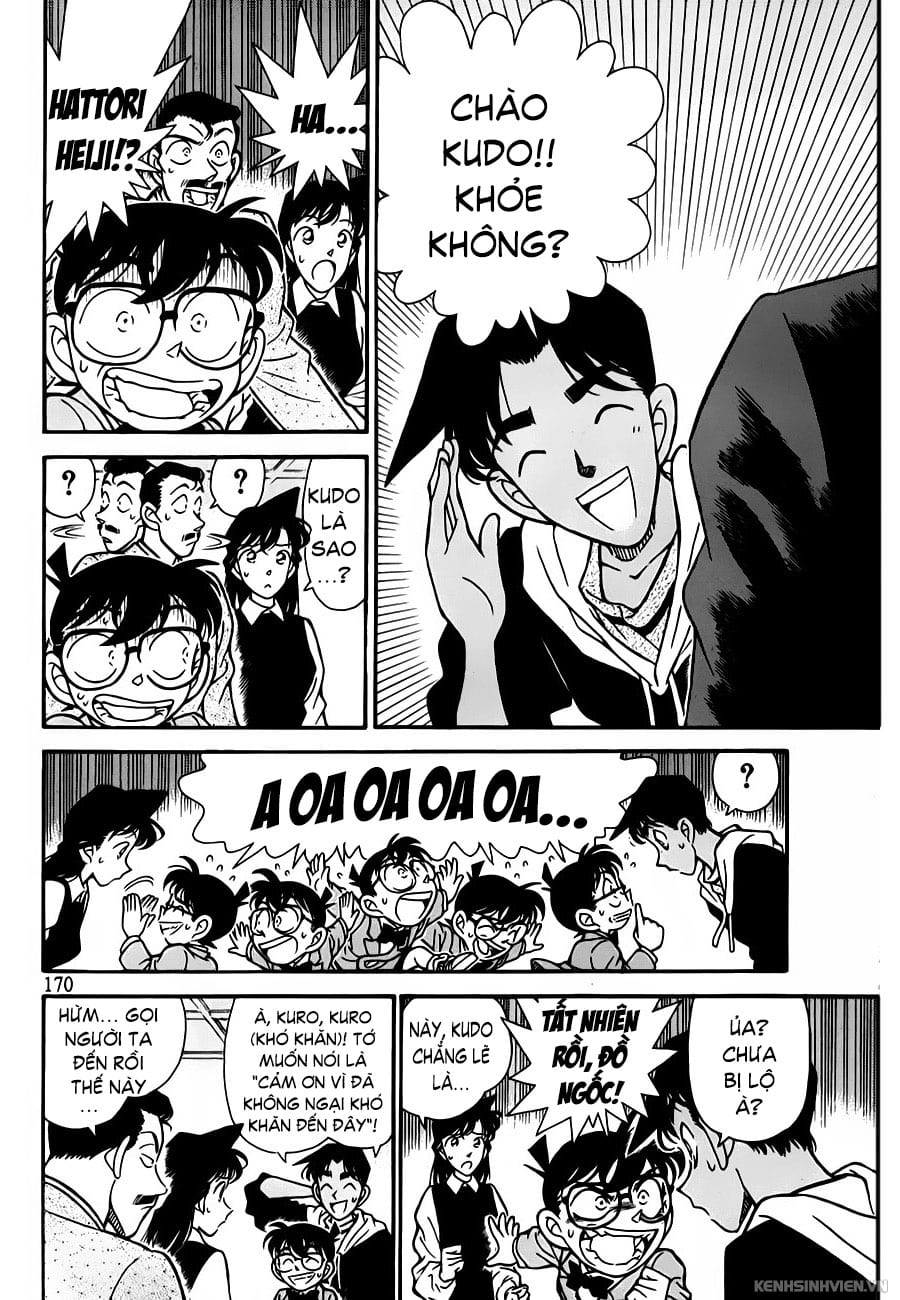 CHÀO
KUDO!!
KHỎE
KHÔNG?
HA....
HATTORI
HEIJI!?
KUDO
LÀ
SAO
...?
?
?
?
A OA OA OA OA...
170
ỦA?
CHƯA
BỊ LỘ
À?
TẤT NHIÊN
RỒI, ĐỒ
NGỐC!
NÀY, KUDO
CHẲNG LẼ
LÀ...
À, KURO, KURO
(KHÓ KHĂN)! TỚ
MUỐN NÓI LÀ
"CẢM ƠN VÌ ĐÃ
KHÔNG NGẠI KHÓ
KHĂN ĐẾN ĐÂY"!
HỪM... GỌI
NGƯỜI TA
ĐẾN RỒI
THẾ NÀY
...
KENHSINHVIEN.VN